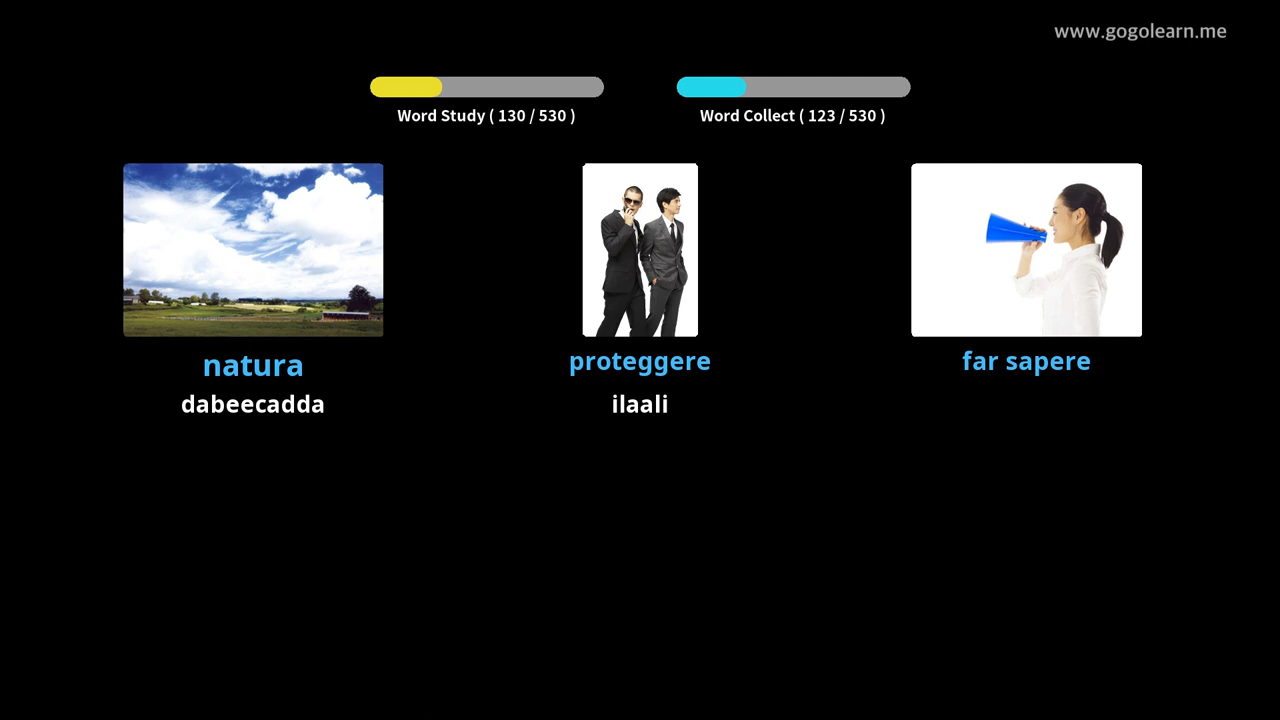 www.gogolearn.me
Word Study ( 130 / 530 )
Word Collect ( 123 / 530 )
natura
proteggere
far sapere
dabeecadda
ilaali